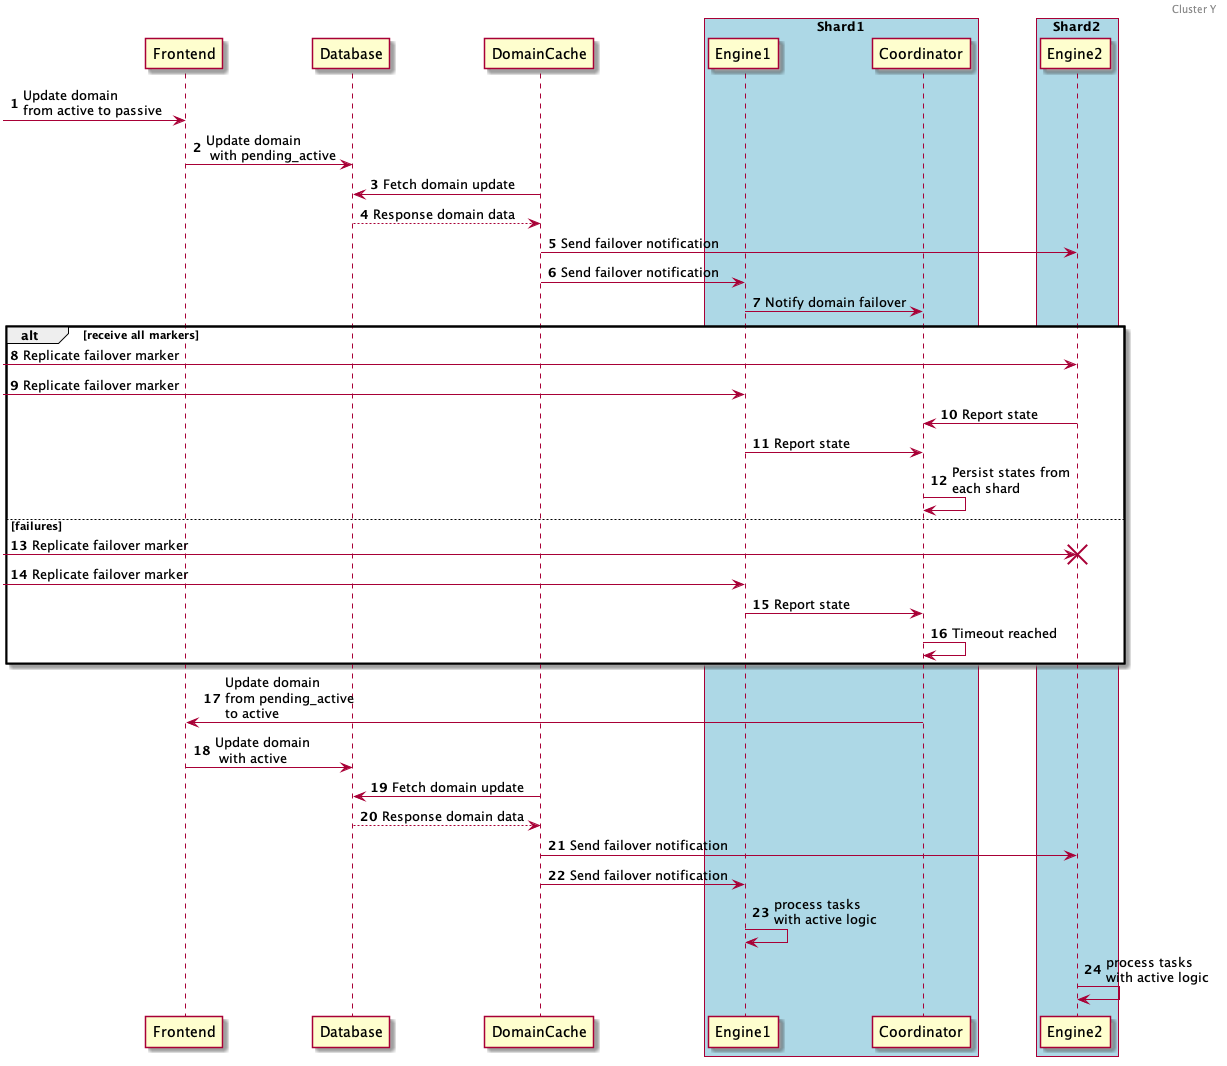 Cluster Y
Shard1
Shard2
Frontend
Database
DomainCache
Engine1
Coordinator
Engine2
1 Update domain
from active to passive
2 Update domain
with pending_active
3 Fetch domain update
4 Response domain data
5 Send failover notification
6 Send failover notification
7 Notify domain failover
alt [receive all markers]
8 Replicate failover marker
9 Replicate failover marker
10 Report state
11 Report state
12 Persist states from
each shard
[failures]
13 Replicate failover marker
14 Replicate failover marker
15 Report state
16 Timeout reached
17 Update domain
from pending_active
to active
18 Update domain
with active
19 Fetch domain update
20 Response domain data
21 Send failover notification
22 Send failover notification
23 process tasks
with active logic
24 process tasks
with active logic
Frontend
Database
DomainCache
Engine1
Coordinator
Engine2